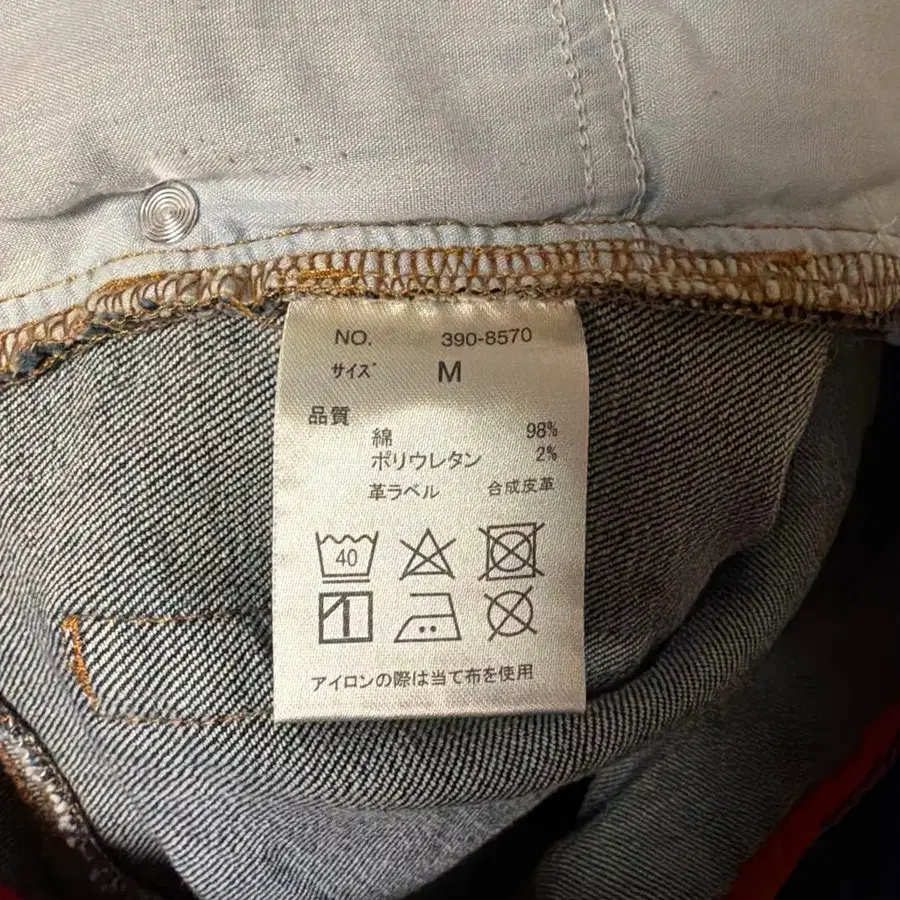 NO. 390-8570
サイズ M
品質
綿 98%
ポリウレタン 2%
革ラベル 合成皮革
40
アイロンの際は当て布を使用